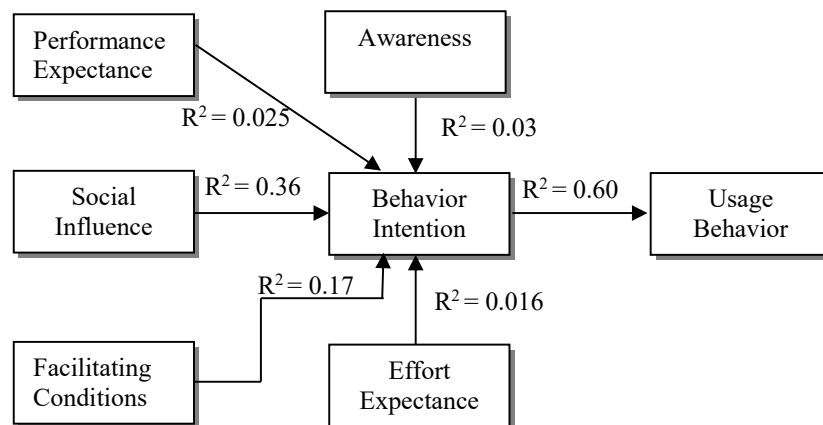 Performance
Expectance
Awareness
R² = 0.025
R² = 0.03
Social
Influence
R² = 0.36
Behavior
Intention
R² = 0.60
Usage
Behavior
R² = 0.17
R² = 0.016
Facilitating
Conditions
Effort
Expectance